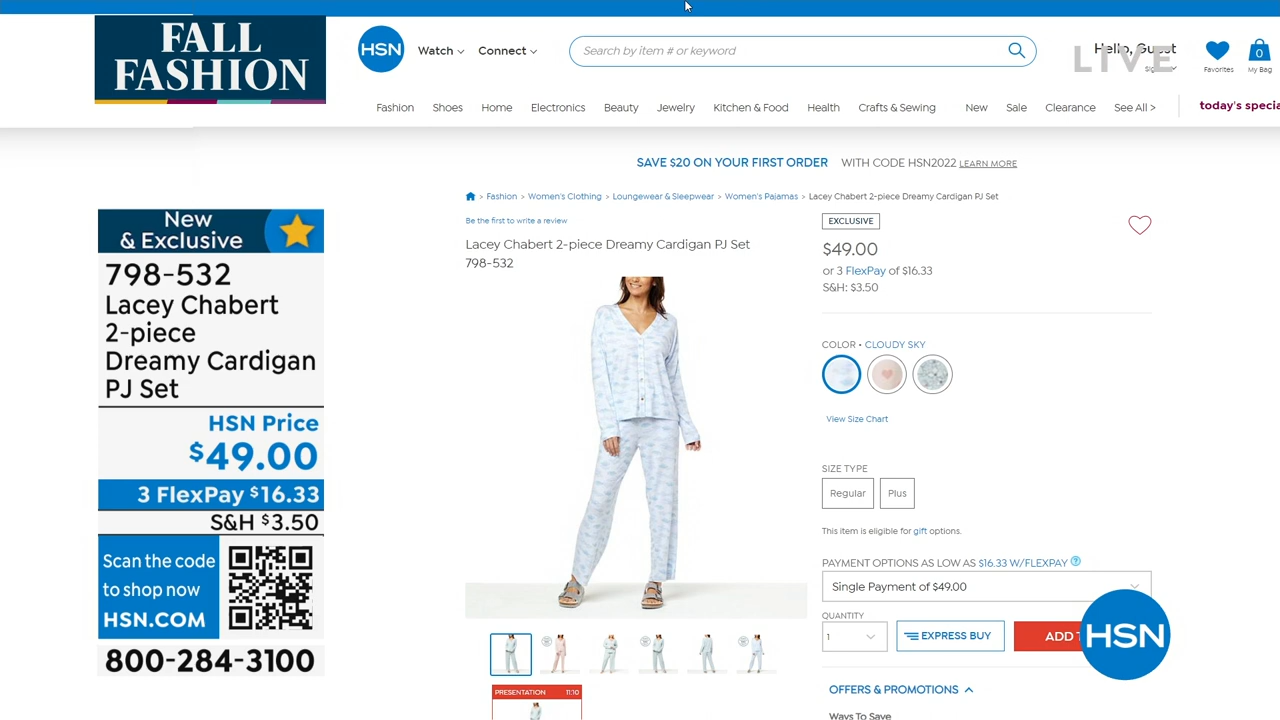 FALL
FASHION
HSN
Watch
Connect
Search by item # or keyword
Hello, Guest
LIVE
Favorites
0
My Bag
Fashion
Shoes
Home
Electronics
Beauty
Jewelry
Kitchen & Food
Health
Crafts & Sewing
New
Sale
Clearance
See All >
today's specia
SAVE $20 ON YOUR FIRST ORDER WITH CODE HSN2022 LEARN MORE
> Fashion > Women's Clothing > Loungewear & Sleepwear > Women's Pajamas > Lacey Chabert 2-piece Dreamy Cardigan PJ Set
Be the first to write a review
Lacey Chabert 2-piece Dreamy Cardigan PJ Set
798-532
EXCLUSIVE
$49.00
or 3 FlexPay of $16.33
S&H: $3.50
COLOR • CLOUDY SKY
View Size Chart
SIZE TYPE
Regular
Plus
This item is eligible for gift options.
PAYMENT OPTIONS AS LOW AS $16.33 W/FLEXPAY ?
Single Payment of $49.00
QUANTITY
1
EXPRESS BUY
ADD T
HSN
OFFERS & PROMOTIONS
Ways To Save
PRESENTATION 11:10
New
& Exclusive
798-532
Lacey Chabert
2-piece
Dreamy Cardigan
PJ Set
HSN Price
$49.00
3 FlexPay $16.33
S&H $3.50
Scan the code
to shop now
HSN.COM
800-284-3100